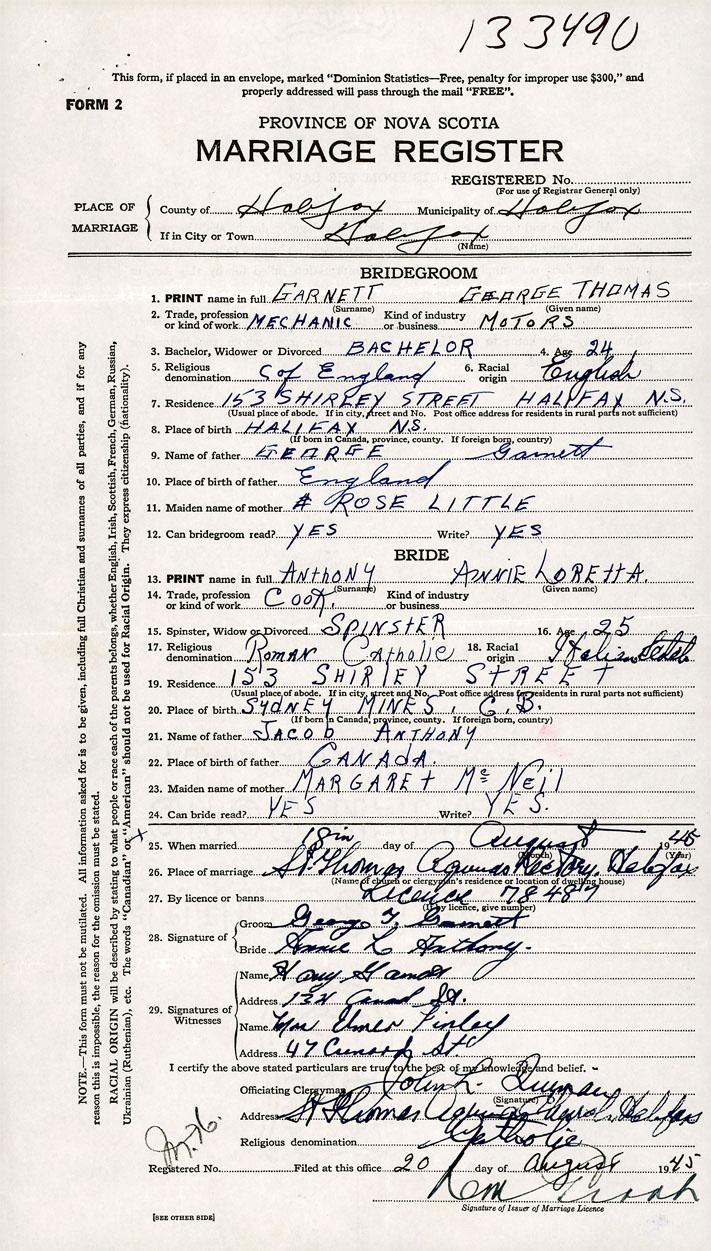 133490
This form, if placed in an envelope, marked "Dominion Statistics—Free, penalty for improper use $300," and
properly addressed will pass through the mail "FREE".
FORM 2
PROVINCE OF NOVA SCOTIA
MARRIAGE REGISTER
REGISTERED No.
(For use of Registrar General only)
PLACE OF MARRIAGE
County of Halifax Municipality of Halifax
If in City or Town Halifax
(Name)
BRIDEGROOM
1. PRINT name in full GARNETT GEORGE THOMAS
(Surname) (Given name)
2. Trade, profession or kind of work MECHANIC Kind of industry or business MOTORS
3. Bachelor, Widower or Divorced BACHELOR 4. Age 24
5. Religious denomination C of England 6. Racial origin English
7. Residence 153 SHIRLEY STREET HALIFAX N.S.
(Usual place of abode. If in city, street and No. Post office address for residents in rural parts not sufficient)
8. Place of birth HALIFAX N.S.
(If born in Canada, province, county. If foreign born, country)
9. Name of father GEORGE Garnett
10. Place of birth of father England
11. Maiden name of mother ROSE LITTLE
12. Can bridegroom read? YES Write? YES
BRIDE
13. PRINT name in full ANTHONY ANNIE LORETTA.
(Surname) (Given name)
14. Trade, profession or kind of work COOK. Kind of industry or business
15. Spinster, Widow or Divorced SPINSTER 16. Age 25
17. Religious denomination ROMAN Catholic 18. Racial origin Italian
19. Residence 153 SHIRLEY STREET
(Usual place of abode. If in city, street and No. Post office address for residents in rural parts not sufficient)
20. Place of birth SYDNEY MINES, C.B.
(If born in Canada, province, county. If foreign born, country)
21. Name of father JACOB ANTHONY
22. Place of birth of father CANADA.
23. Maiden name of mother MARGARET McNeil
24. Can bride read? YES Write? YES.
25. When married 18th day of August 1945
(Month) (Year)
26. Place of marriage St. Thomas Aquinas Rectory, Halifax
(Name of church or clergyman's residence or location of dwelling house)
27. By licence or banns Licence 78487
(If by licence, give number)
28. Signature of
Groom George T. Garnett
Bride Annie L Anthony.
29. Signatures of Witnesses
Name Harry
Address 132 St.
Name Mrs Elmer Finlay
Address 47 Cunard St.
I certify the above stated particulars are true to the best of my knowledge and belief.
Officiating Clergyman John L.
(Signature)
Address St Thomas Aquinas Halifax
Religious denomination Catholic
Registered No. Filed at this office 20 day of August 1945
Signature of Issuer of Marriage Licence
[SEE OTHER SIDE]
NOTE.—This form must not be mutilated. All information asked for is to be given, including full Christian and surnames of all parties, and if for any
reason this is impossible, the reason for the omission must be stated.
RACIAL ORIGIN will be described by stating to what people or race each of the parents belongs, whether English, Irish, Scottish, French, German, Russian,
Ukrainian (Ruthenian), etc. The words "Canadian" or "American" should not be used for Racial Origin. They express citizenship (nationality).